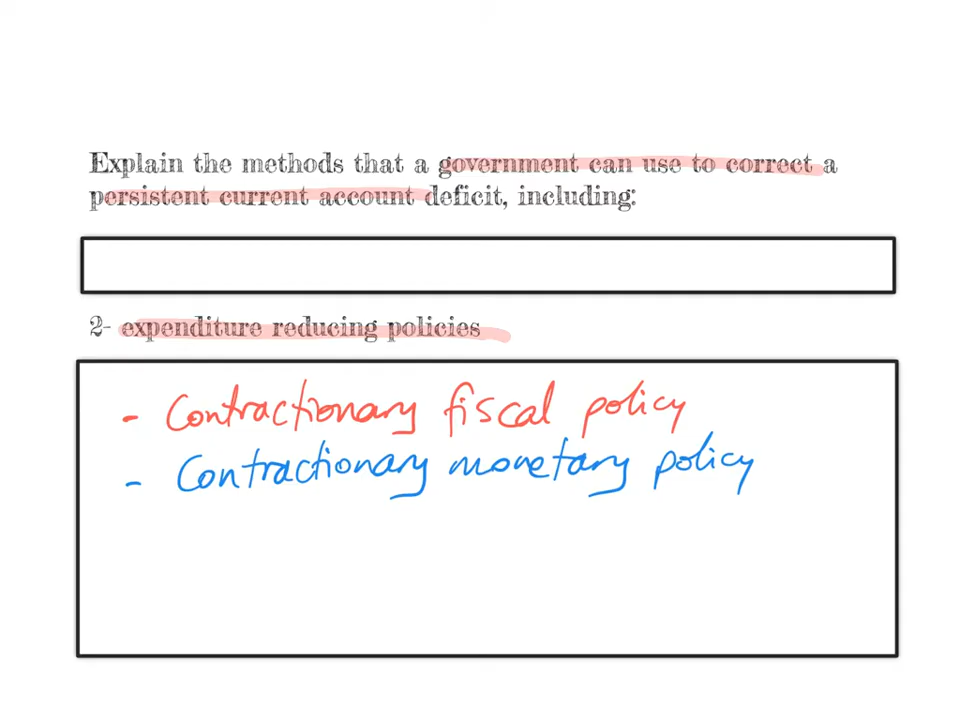 Explain the methods that a government can use to correct a
persistent current account deficit, including:
2- expenditure reducing policies
- Contractionary fiscal policy
- Contractionary monetary policy